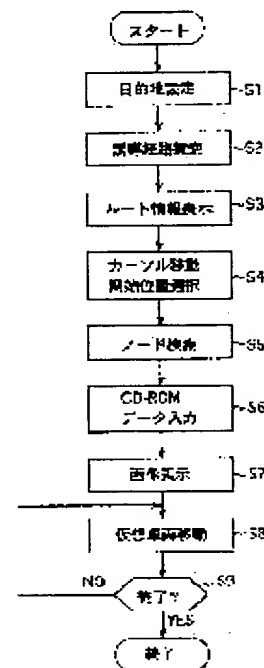 スタート
目的地設定
S1
誘導経路探索
S2
ルート情報表示
S3
カーソル移動
開始位置選択
S4
ノード検索
S5
CD-ROM
データ入力
S6
画像表示
S7
仮想車両移動
S8
終了?
S9
NO
YES
終了